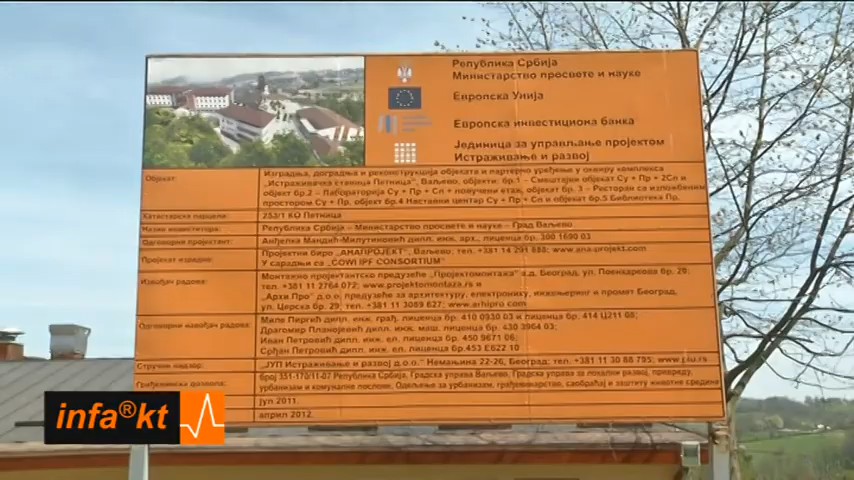 Република Србија
Министарство просвете и науке
Европска Унија
Европска инвестициона банка
Јединица за управљање пројектом
Истраживање и развој
Објекат:
Изградња, доградња и реконструкција објеката и партерно уређење у оквиру комплекса
"Истраживачка станица Петница", Ваљево, објекти: бр.1 – Смештајни објекат Су + Пр + 2Сп и
објекат бр.2 – Лабораторија Су + Пр + Сп и помоћни етаж, објекат бр. 3 - Ресторан са изложбеним
простором Су + Пр, објекат бр.4 Наставни центар Су + Пр + Сп и објекат бр.5 Библиотека Пр.
Катастарска парцела:
253/1 КО Петница
Назив инвеститора:
Република Србија – Министарство просвете и науке - Град Ваљево
Одговорни пројектант:
Анђелка Мандић-Милутиновић дипл. инж. арх., лиценца бр. 300 1690 03
Пројекат израдио:
Пројектни биро „АНАПРОЈЕКТ", Ваљево, тел. +381 14 291 588, www.ana-projekt.com
У сарадњи са „COWI IPF CONSORTIUM"
Извођач радова:
Монтажно пројектантско предузеће „Пројектомонтажа" а.д. Београд, ул. Поенкареова бр. 20;
тел. +381 11 2764 072; www.projektomontaza.rs и
„Архи Про" д.о.о, предузеће за архитектуру, електронику, инжењеринг и промет Београд,
ул. Церска бр. 29; тел. +381 11 3089 627; www.arhipro.com
Одговорни извођач радова:
Миле Пиргић дипл. инж. грађ. лиценца бр. 410 0930 03 и лиценца бр. 414 Ц211 08;
Драгомир Планојевић дипл. инж. маш. лиценца бр. 430 3964 03;
Иван Петровић дипл. инж. ел. лиценца бр. 450 9671 06
Срђан Петровић дипл. инж. ел. лиценца бр.453 Е622 10
Стручни надзор:
„ЈУП Истраживање и развој д.о.о." Немањина 22-26, Београд, тел. +381 11 30 88 795; www.piu.rs
Грађевинска дозвола:
Број 351-170/11-07 Република Србија, Градска управа Ваљево, Градска управа за локални развој, привреду,
урбанизам и комуналне послове, Одељење за урбанизам, грађевинарство, саобраћај и заштиту животне средине
јул 2011.
април 2012.
infa®kt